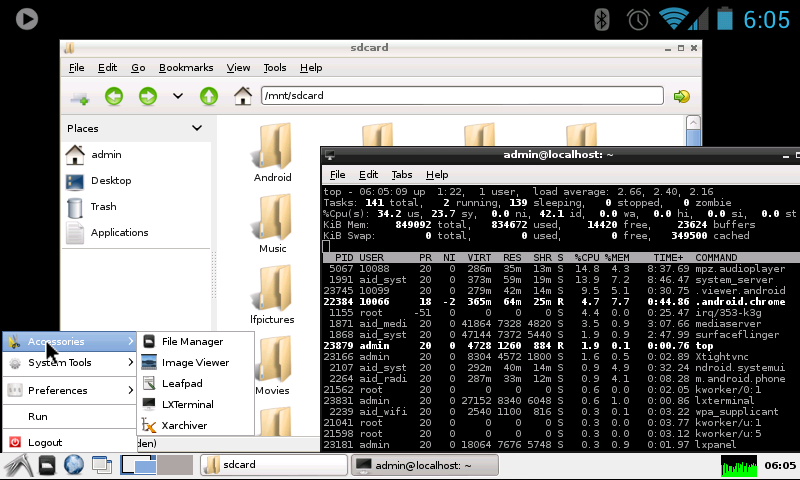 6:05
sdcard
File Edit Go Bookmarks View Tools Help
/mnt/sdcard
Places
admin
Desktop
Trash
Applications
Android
Music
lfpictures
Movies
admin@localhost: ~
File Edit Tabs Help
top - 06:05:09 up 1:22, 1 user, load average: 2.66, 2.40, 2.16
Tasks: 141 total, 2 running, 139 sleeping, 0 stopped, 0 zombie
%Cpu(s): 34.2 us, 23.7 sy, 0.0 ni, 42.1 id, 0.0 wa, 0.0 hi, 0.0 si, 0.0 st
KiB Mem: 849092 total, 834672 used, 14420 free, 23624 buffers
KiB Swap: 0 total, 0 used, 0 free, 349500 cached
PID USER PR NI VIRT RES SHR S %CPU %MEM TIME+ COMMAND
5067 10088 20 0 286m 35m 13m S 14.8 4.3 8:37.69 mpz.audioplayer
1991 aid_syst 20 0 373m 59m 19m S 13.9 7.2 8:46.47 system_server
23745 10099 20 0 279m 42m 14m S 9.5 5.1 0:30.75 .viewer.android
22384 10066 18 -2 365m 64m 25m R 4.7 7.7 0:44.86 .android.chrome
1155 root -51 0 0 0 0 S 4.4 0.0 0:25.47 irq/353-k3g
1871 aid_medi 20 0 41864 7328 4820 S 3.5 0.9 3:07.66 mediaserver
1868 aid_syst 20 0 47144 7372 5440 S 1.9 0.9 2:47.99 surfaceflinger
23879 admin 20 0 4728 1260 884 R 1.9 0.1 0:00.76 top
23166 admin 20 0 8304 4572 1800 S 1.6 0.5 0:02.89 Xtightvnc
2107 aid_syst 20 0 292m 40m 14m S 0.9 4.9 0:32.24 ndroid.systemui
2264 aid_radi 20 0 287m 33m 12m S 0.9 4.1 0:08.28 m.android.phone
21562 root 20 0 0 0 0 S 0.6 0.0 0:02.05 kworker/0:1
23831 admin 20 0 27152 8340 6048 S 0.6 1.0 0:00.86 lxterminal
2239 aid_wifi 20 0 2540 1100 816 S 0.3 0.1 0:03.22 wpa_supplicant
21043 root 20 0 0 0 0 S 0.3 0.0 0:03.77 kworker/u:1
21598 root 20 0 0 0 0 S 0.3 0.0 0:03.12 kworker/u:5
23181 admin 20 0 18064 7676 5748 S 0.3 0.9 0:01.97 lxpanel
Accessories
System Tools
Preferences
Run
Logout
File Manager
Image Viewer
Leafpad
LXTerminal
Xarchiver
den)
sdcard
admin@localhost: ~
06:05